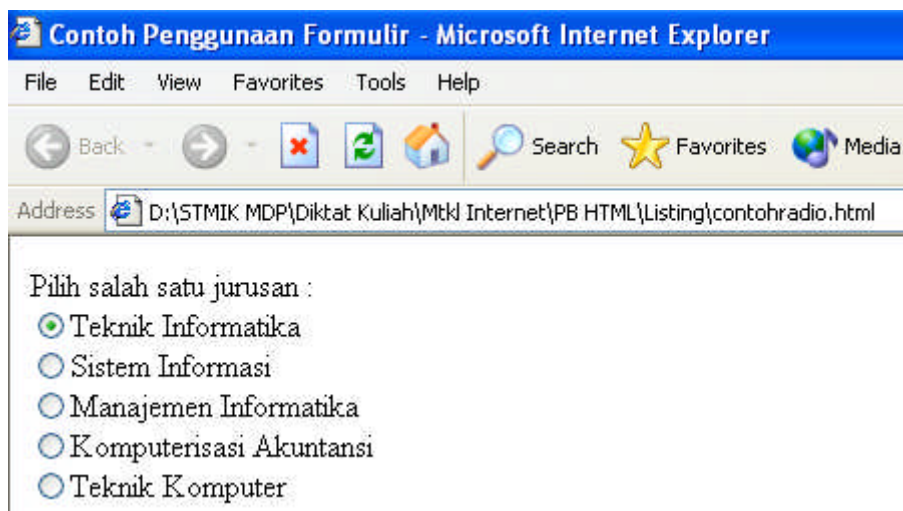 Contoh Penggunaan Formulir - Microsoft Internet Explorer
File Edit View Favorites Tools Help
Back Search Favorites Media
Address D:\STMIK MDP\Diktat Kuliah\Mtkl Internet\PB HTML\Listing\contohradio.html
Pilih salah satu jurusan :
Teknik Informatika
Sistem Informasi
Manajemen Informatika
Komputerisasi Akuntansi
Teknik Komputer